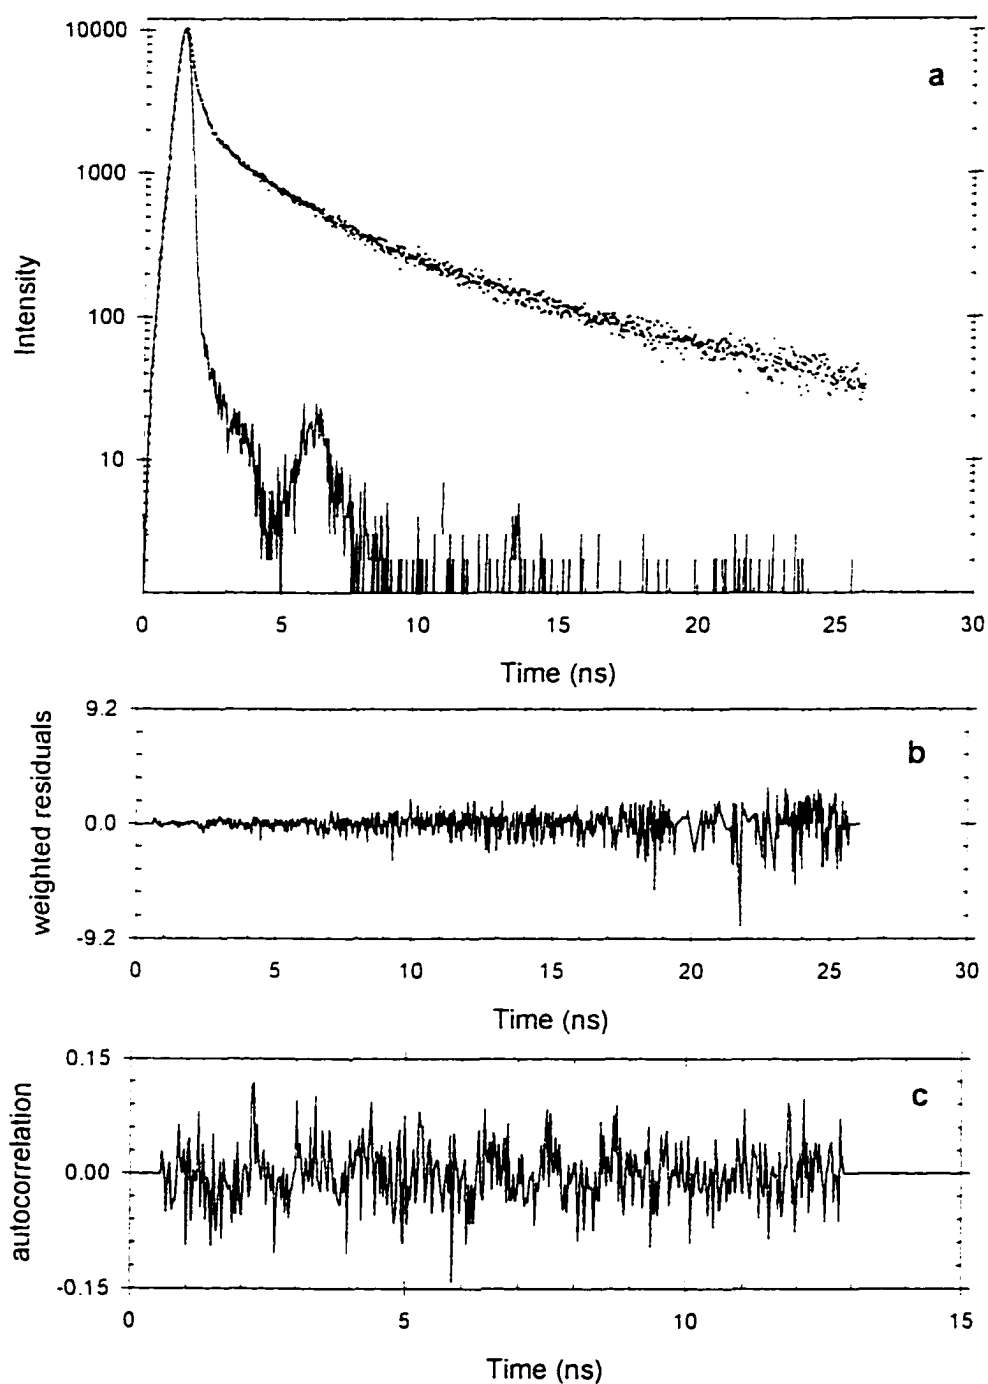 10000
a
1000
Intensity
100
10
0 5 10 15 20 25 30
Time (ns)
9.2
b
weighted residuals
0.0
-9.2
0 5 10 15 20 25 30
Time (ns)
0.15
c
autocorrelation
0.00
-0.15
0 5 10 15
Time (ns)